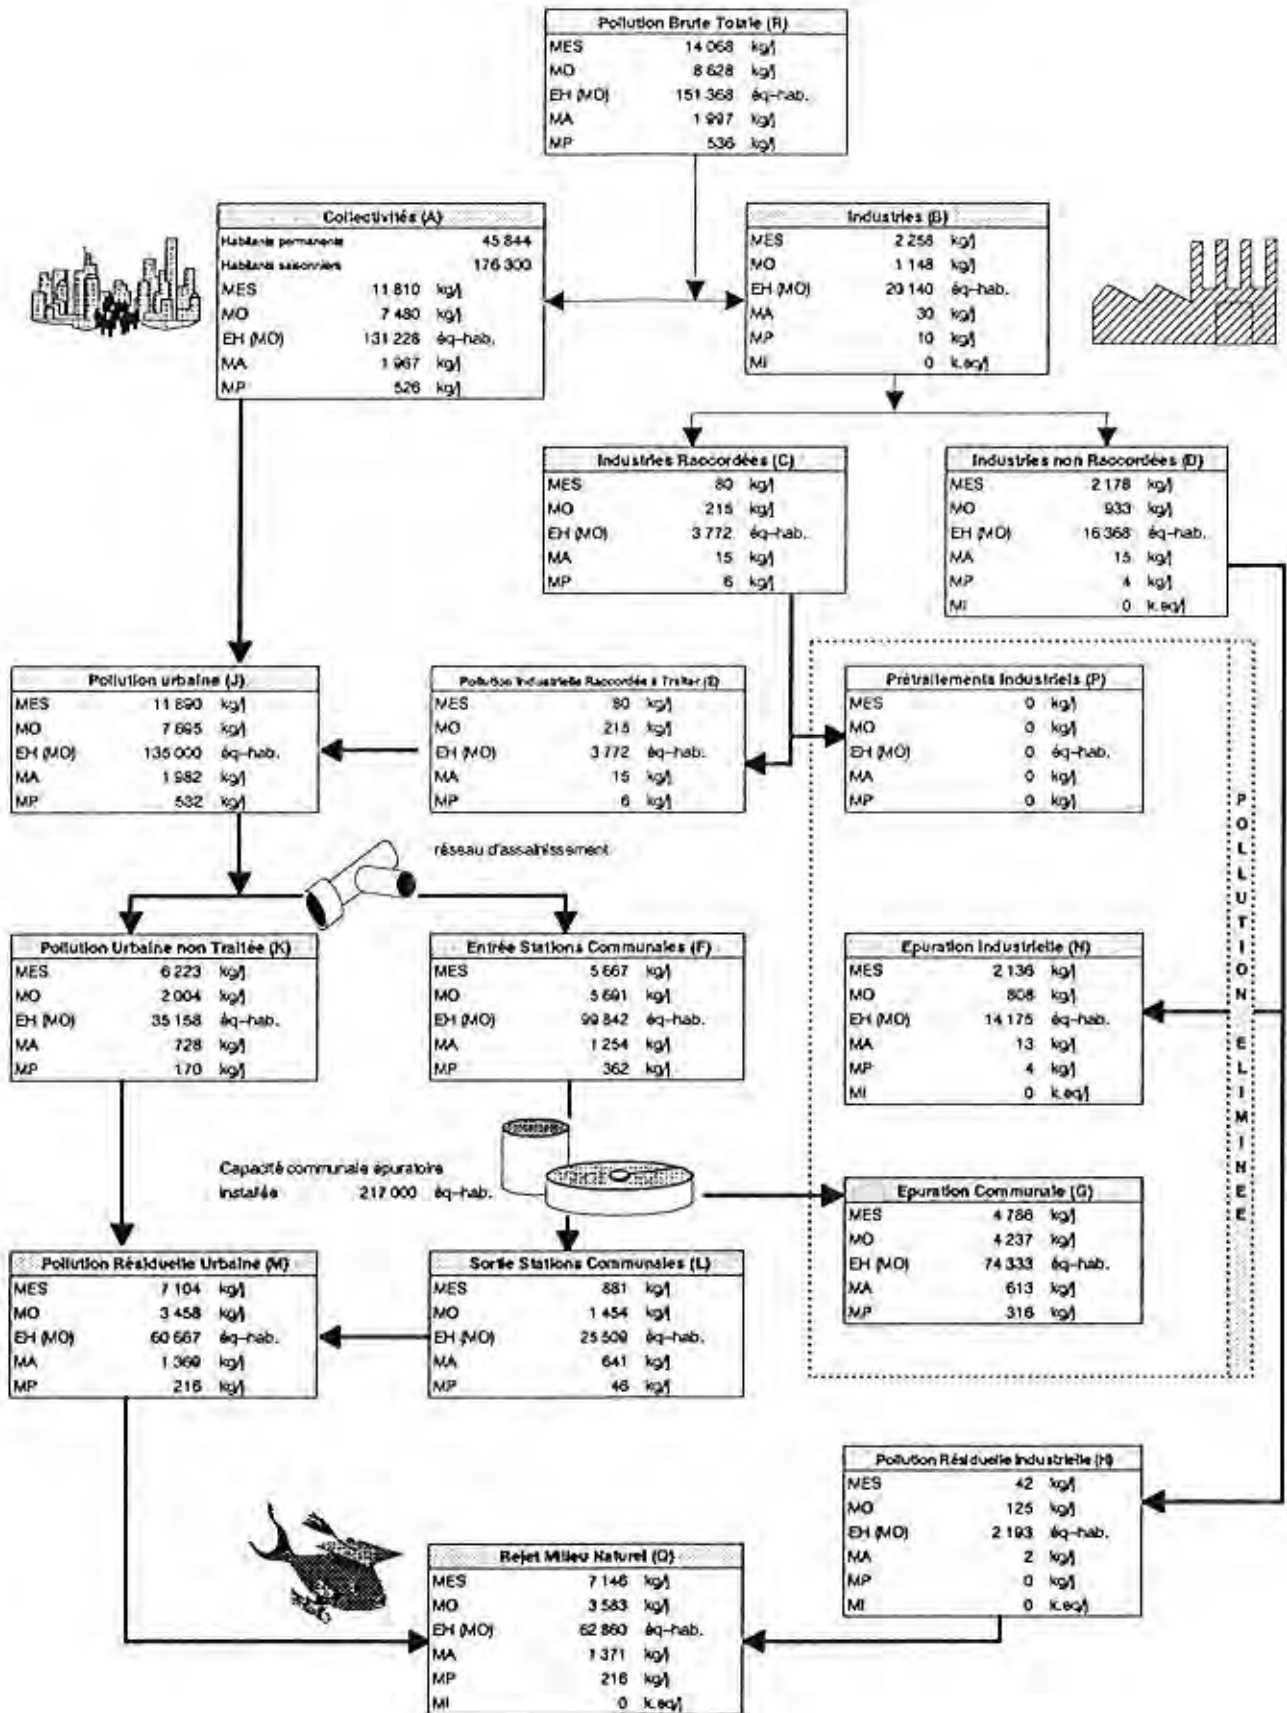 Pollution Brute Totale (R)
MES 14 068 kg/j
MO 8 628 kg/j
EH (MO) 151 368 éq-hab.
MA 1 997 kg/j
MP 536 kg/j
Collectivités (A)
Habitants permanents 45 844
Habitants saisonniers 176 300
MES 11 810 kg/j
MO 7 480 kg/j
EH (MO) 131 228 éq-hab.
MA 1 967 kg/j
MP 526 kg/j
Industries (B)
MES 2 258 kg/j
MO 1 148 kg/j
EH (MO) 20 140 éq-hab.
MA 30 kg/j
MP 10 kg/j
MI 0 k.eq/j
Industries Raccordées (C)
MES 80 kg/j
MO 215 kg/j
EH (MO) 3 772 éq-hab.
MA 15 kg/j
MP 6 kg/j
Industries non Raccordées (D)
MES 2 178 kg/j
MO 933 kg/j
EH (MO) 16 368 éq-hab.
MA 15 kg/j
MP 4 kg/j
MI 0 k.eq/j
Pollution urbaine (J)
MES 11 890 kg/j
MO 7 695 kg/j
EH (MO) 135 000 éq-hab.
MA 1 982 kg/j
MP 532 kg/j
Pollution Industrielle Raccordée à Traiter (E)
MES 80 kg/j
MO 215 kg/j
EH (MO) 3 772 éq-hab.
MA 15 kg/j
MP 6 kg/j
Prétraitements Industriels (P)
MES 0 kg/j
MO 0 kg/j
EH (MO) 0 éq-hab.
MA 0 kg/j
MP 0 kg/j
POLLUTION ELIMINEE
réseau d'assainissement
Pollution Urbaine non Traitée (K)
MES 6 223 kg/j
MO 2 004 kg/j
EH (MO) 35 158 éq-hab.
MA 728 kg/j
MP 170 kg/j
Entrée Stations Communales (F)
MES 5 667 kg/j
MO 5 691 kg/j
EH (MO) 99 842 éq-hab.
MA 1 254 kg/j
MP 362 kg/j
Epuration Industrielle (N)
MES 2 136 kg/j
MO 808 kg/j
EH (MO) 14 175 éq-hab.
MA 13 kg/j
MP 4 kg/j
MI 0 k.eq/j
Capacité communale épuratoire
Installée 217 000 éq-hab.
Epuration Communale (G)
MES 4 786 kg/j
MO 4 237 kg/j
EH (MO) 74 333 éq-hab.
MA 613 kg/j
MP 316 kg/j
Pollution Résiduelle Urbaine (M)
MES 7 104 kg/j
MO 3 458 kg/j
EH (MO) 60 667 éq-hab.
MA 1 369 kg/j
MP 216 kg/j
Sortie Stations Communales (L)
MES 881 kg/j
MO 1 454 kg/j
EH (MO) 25 509 éq-hab.
MA 641 kg/j
MP 46 kg/j
Pollution Résiduelle Industrielle (H)
MES 42 kg/j
MO 125 kg/j
EH (MO) 2 193 éq-hab.
MA 2 kg/j
MP 0 kg/j
MI 0 k.eq/j
Rejet Milieu Naturel (Q)
MES 7 146 kg/j
MO 3 583 kg/j
EH (MO) 62 860 éq-hab.
MA 1 371 kg/j
MP 216 kg/j
MI 0 k.eq/j